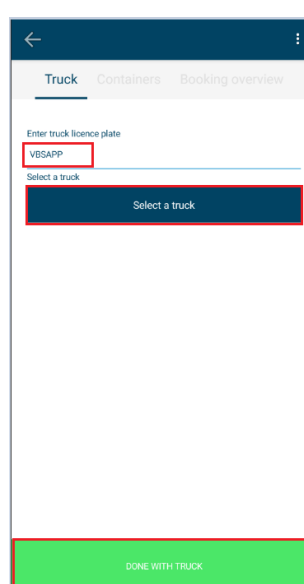 Truck Containers Booking overview
Enter truck licence plate
VBSAPP
Select a truck
Select a truck
DONE WITH TRUCK